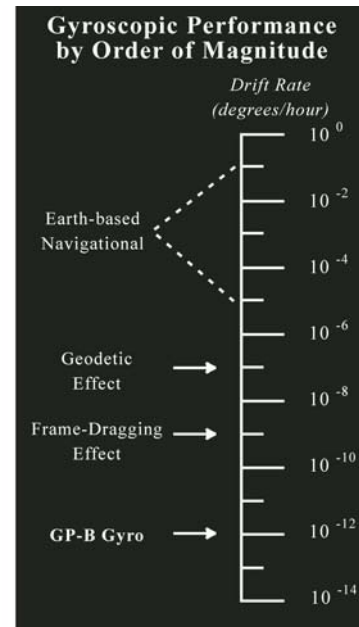 Gyroscopic Performance
by Order of Magnitude
Drift Rate
(degrees/hour)
10 0
10 -2
Earth-based
Navigational
10 -4
10 -6
Geodetic
Effect
10 -8
Frame-Dragging
Effect
10 -10
GP-B Gyro
10 -12
10 -14